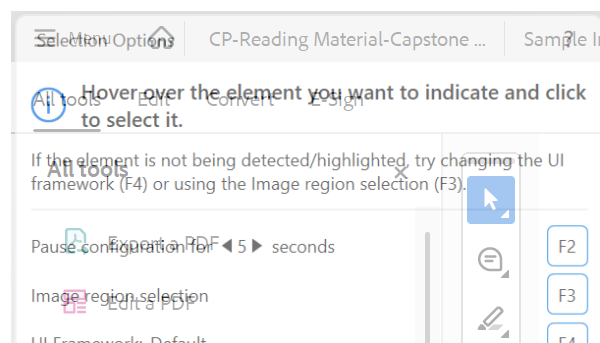 Menu
Selection Options
CP-Reading Material-Capstone ...
Sample I
?
All tools
Edit
Convert
E-Sign
Hover over the element you want to indicate and click
to select it.
If the element is not being detected/highlighted, try changing the UI
framework (F4) or using the Image region selection (F3).
All tools
Export a PDF
Pause configuration for 5 seconds
F2
Edit a PDF
Image region selection
F3
UI Framework: Default
F4